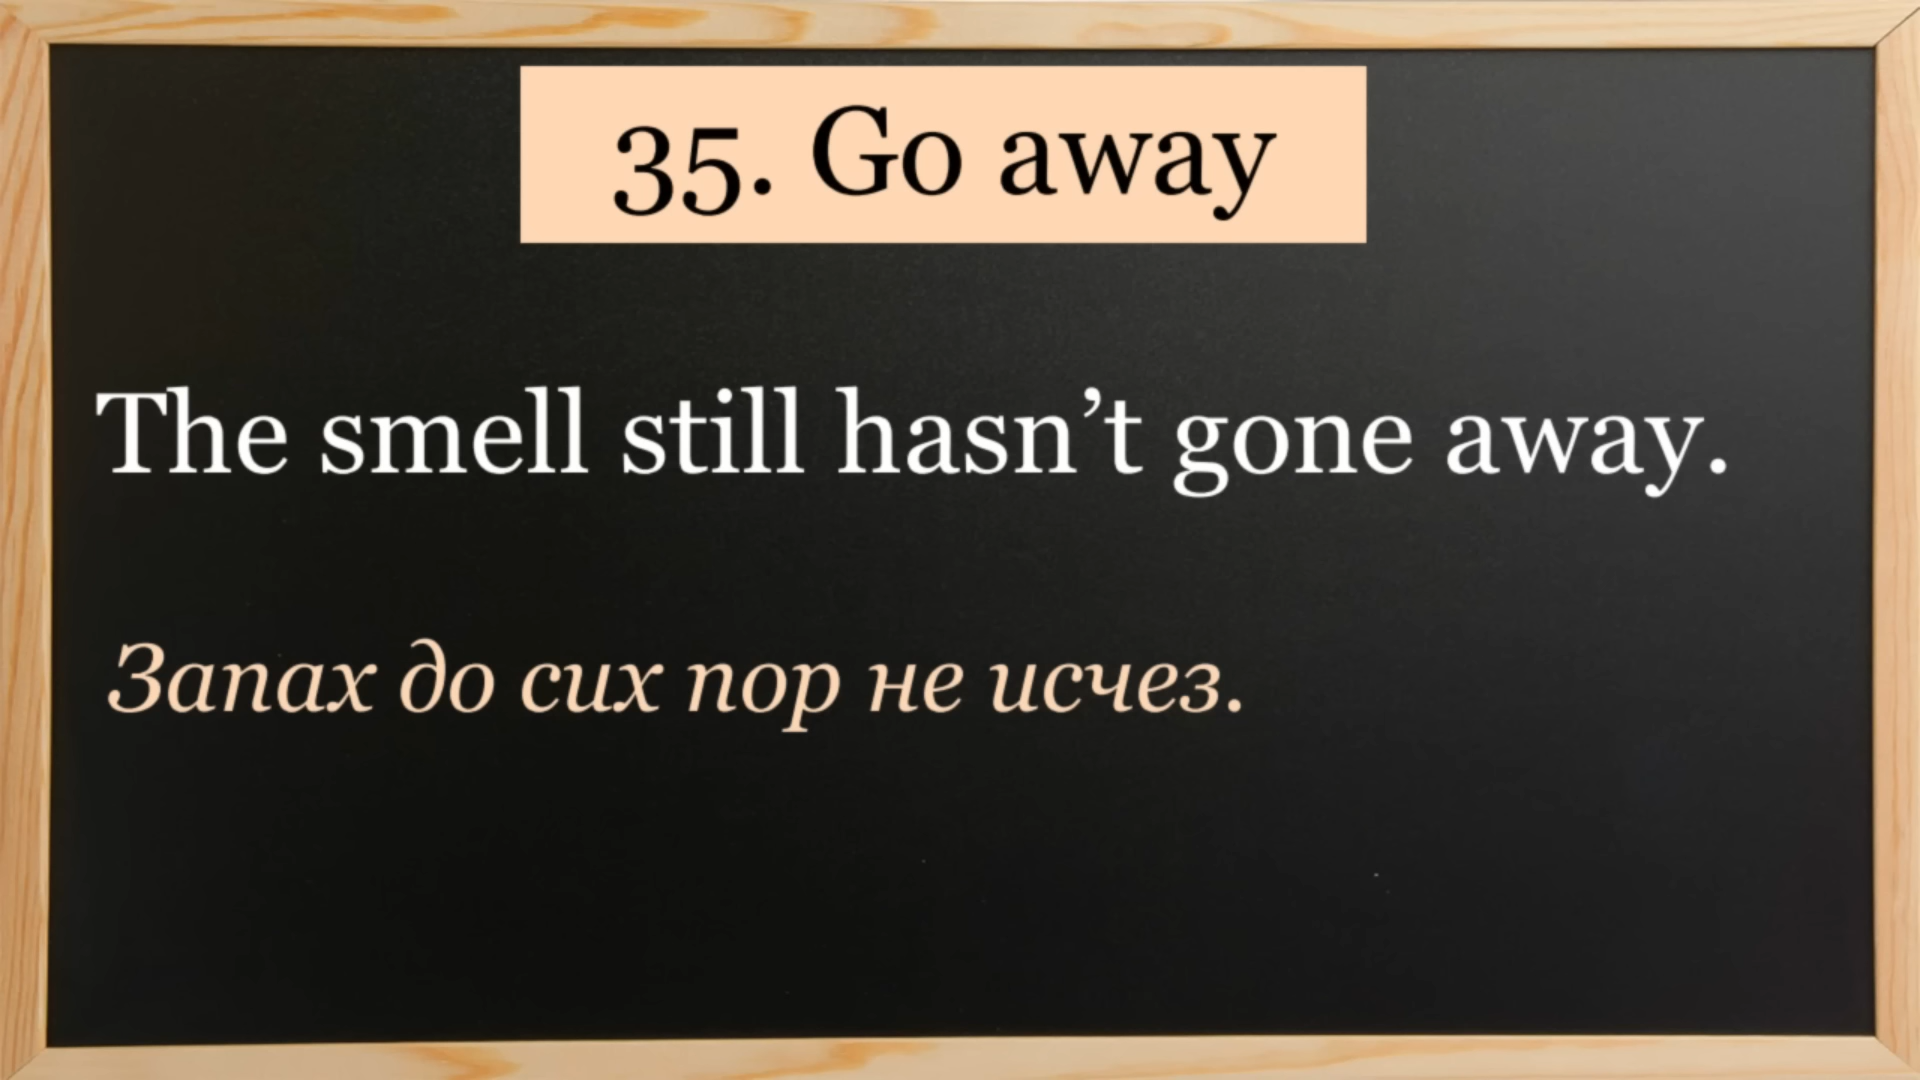 35. Go away
The smell still hasn’t gone away.
Запах до сих пор не исчез.